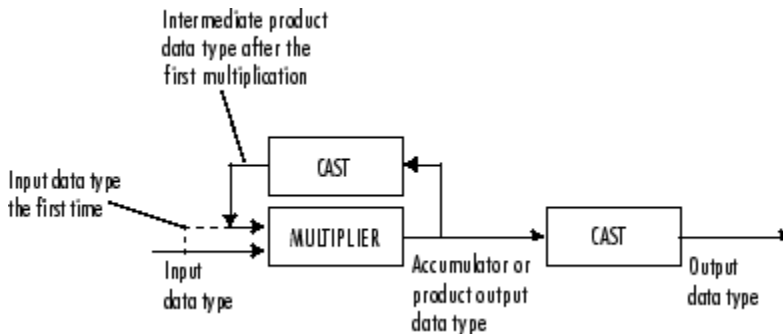 Intermediate product
data type after the
first multiplication
CAST
Input data type
the first time
MULTIPLIER
CAST
Input
data type
Accumulator or
product output
data type
Output
data type